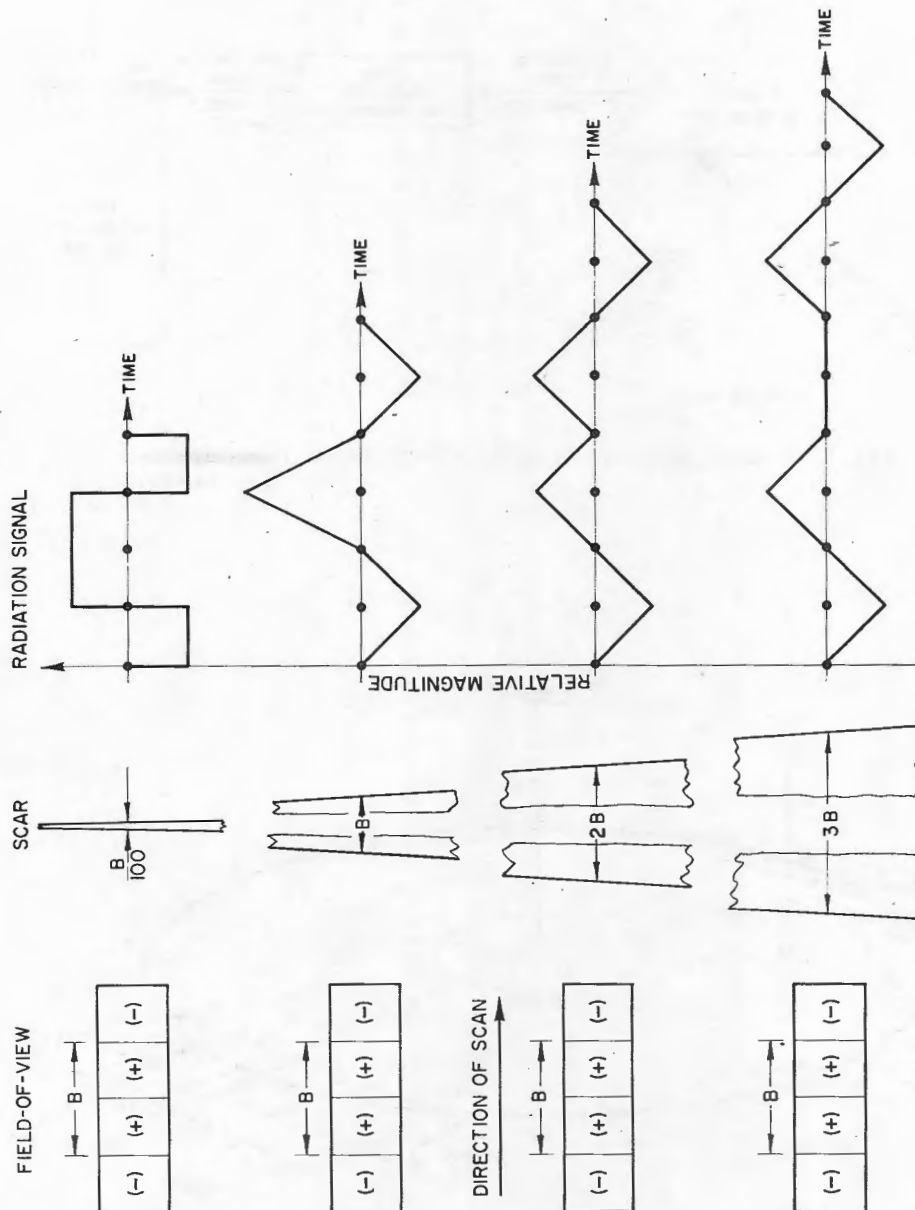 FIELD-OF-VIEW
SCAR
RADIATION SIGNAL
B
(-) (+) (+) (-)
B
100
TIME
B
(-) (+) (+) (-)
B
TIME
RELATIVE MAGNITUDE
DIRECTION OF SCAN
B
(-) (+) (+) (-)
2B
TIME
B
(-) (+) (+) (-)
3B
TIME